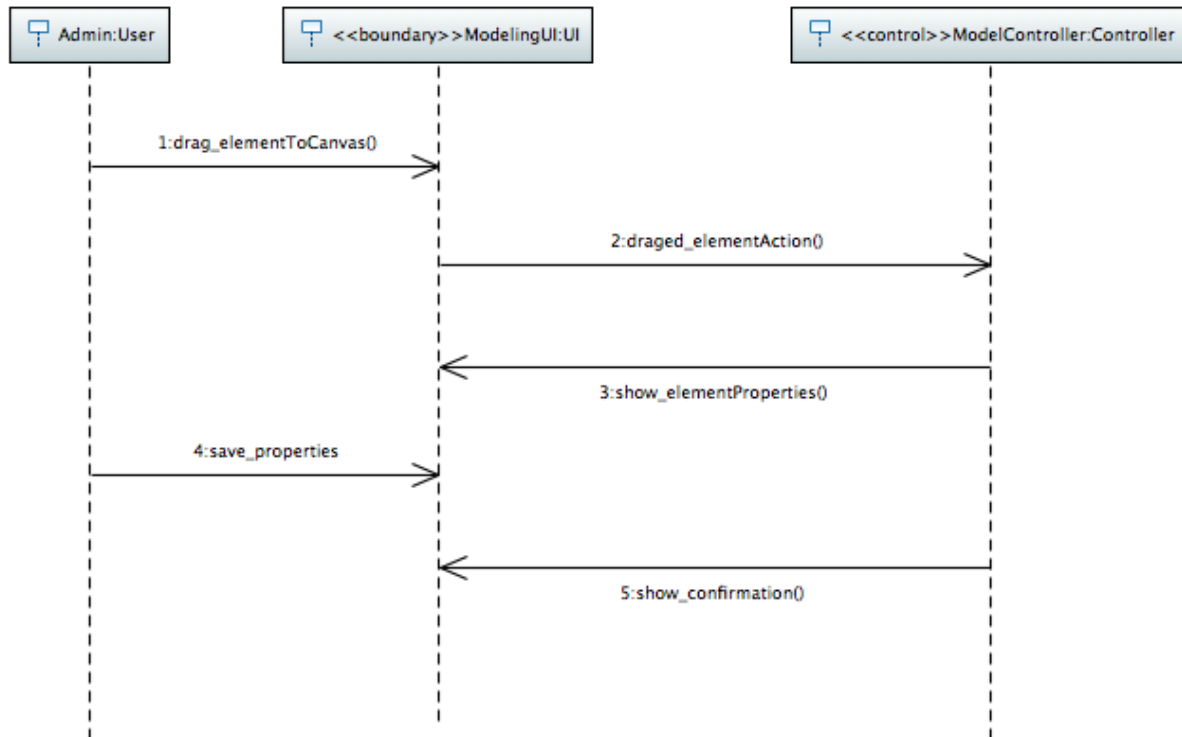 Admin:User
<<boundary>>ModelingUI:UI
<<control>>ModelController:Controller
1:drag_elementToCanvas()
2:draged_elementAction()
3:show_elementProperties()
4:save_properties
5:show_confirmation()